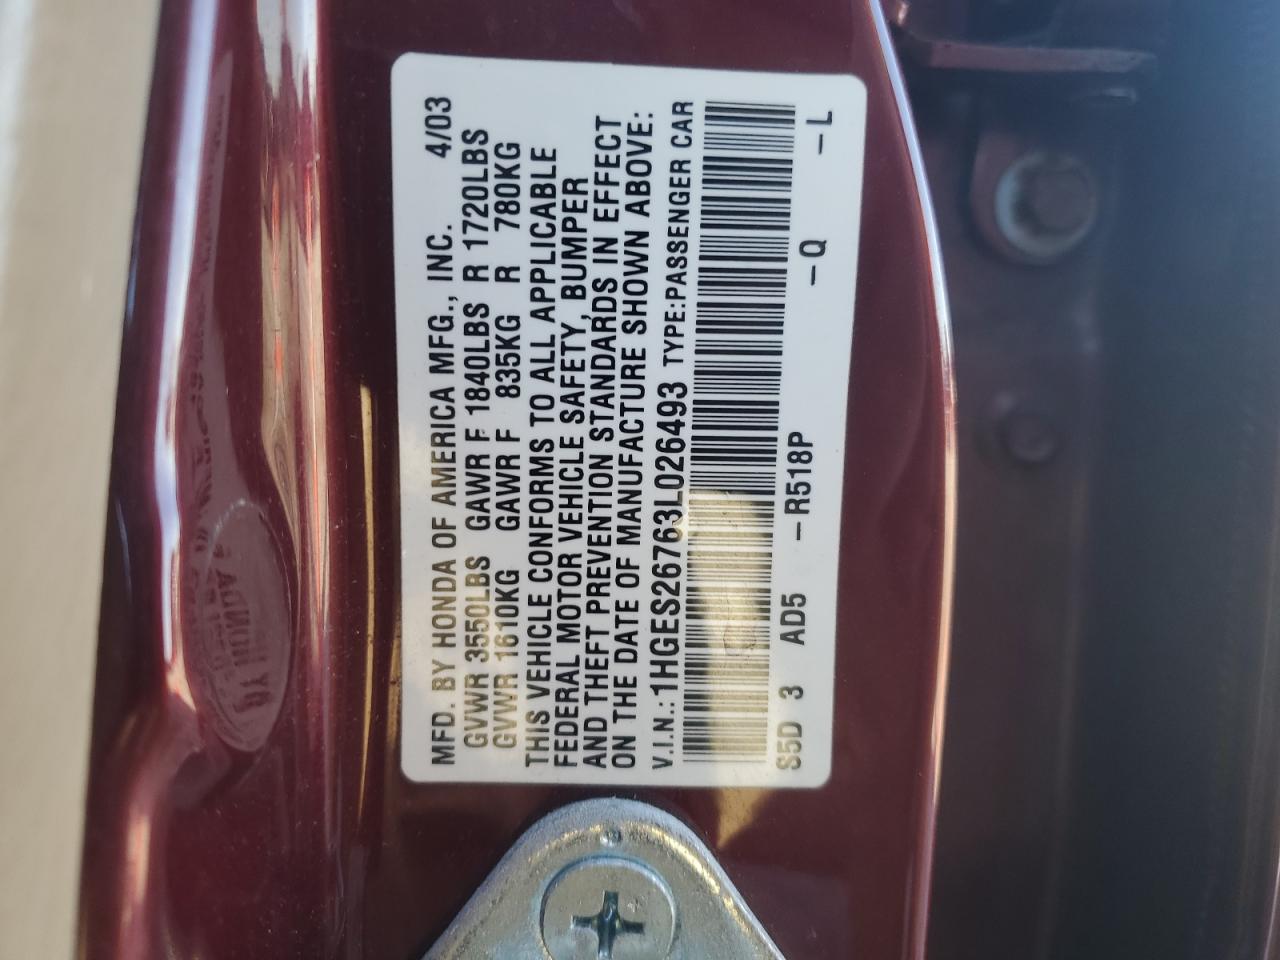 MFD. BY HONDA OF AMERICA MFG., INC. 4/03
GVWR 3550LBS GAWR F 1840LBS R 1720LBS
GVWR 1610KG GAWR F 835KG R 780KG
THIS VEHICLE CONFORMS TO ALL APPLICABLE
FEDERAL MOTOR VEHICLE SAFETY, BUMPER
AND THEFT PREVENTION STANDARDS IN EFFECT
ON THE DATE OF MANUFACTURE SHOWN ABOVE:
V.I.N.: 1HGES26763L026493 TYPE:PASSENGER CAR
S5D 3 AD5 -R518P -Q -L